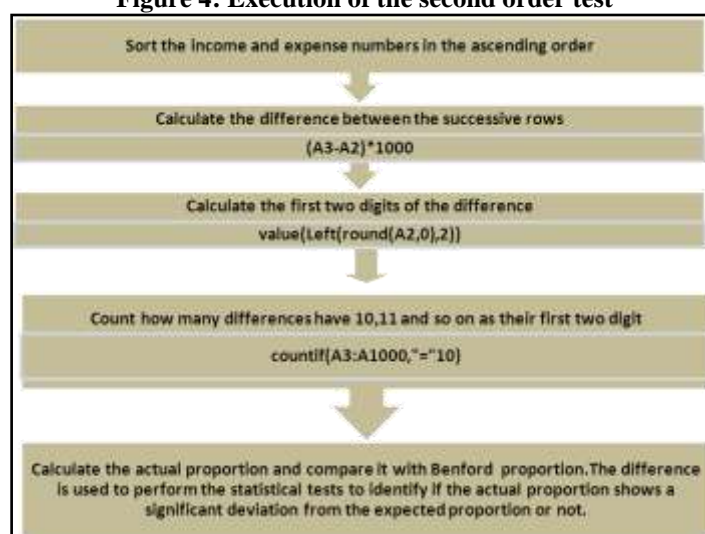 Figure 4: Execution of the second order test
Sort the income and expense numbers in the ascending order
Calculate the difference between the successive rows
(A3-A2)*1000
Calculate the first two digits of the difference
value(Left(round(A2,0),2))
Count how many differences have 10,11 and so on as their first two digit
countif(A3:A1000,"="10)
Calculate the actual proportion and compare it with Benford proportion.The difference
is used to perform the statistical tests to identify if the actual proportion shows a
significant deviation from the expected proportion or not.